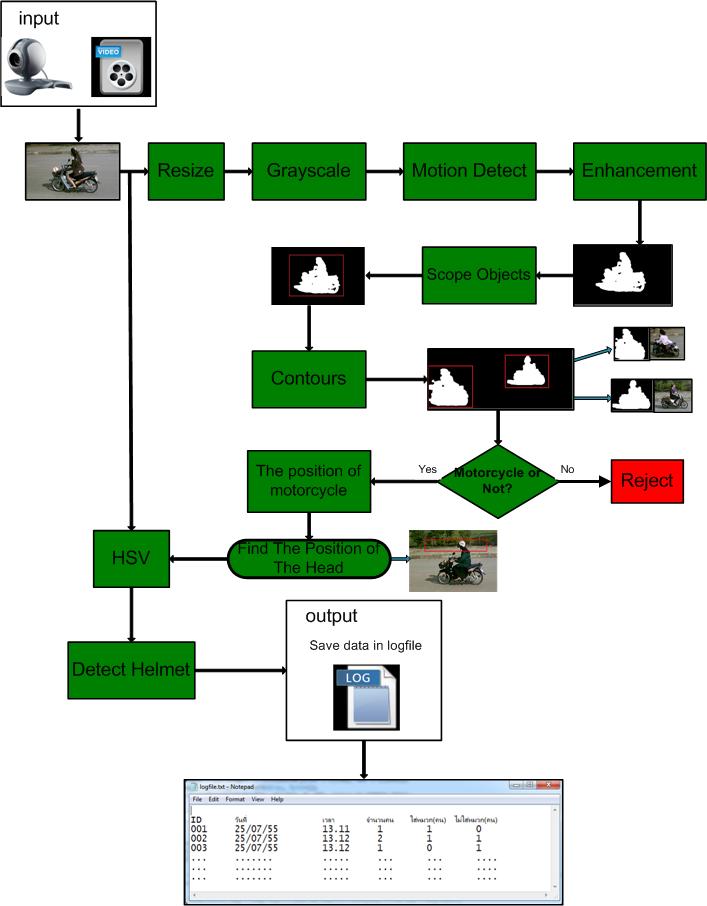 input
VIDEO
Resize
Grayscale
Motion Detect
Enhancement
Scope Objects
Contours
Motorcycle or
Not?
Yes
No
Reject
The position of
motorcycle
Find The Position of
The Head
HSV
Detect Helmet
output
Save data in logfile
LOG
logfile.txt - Notepad
File Edit Format View Help
ID วันที่ เวลา จำนวนคน ใส่หมวก(คน) ไม่ใส่หมวก(คน)
001 25/07/55 13.11 1 1 0
002 25/07/55 13.12 2 1 1
003 25/07/55 13.12 1 0 1
... ....... ..... ... ... ....
... ....... ..... ... ... ....
... ....... ..... ... ... ....